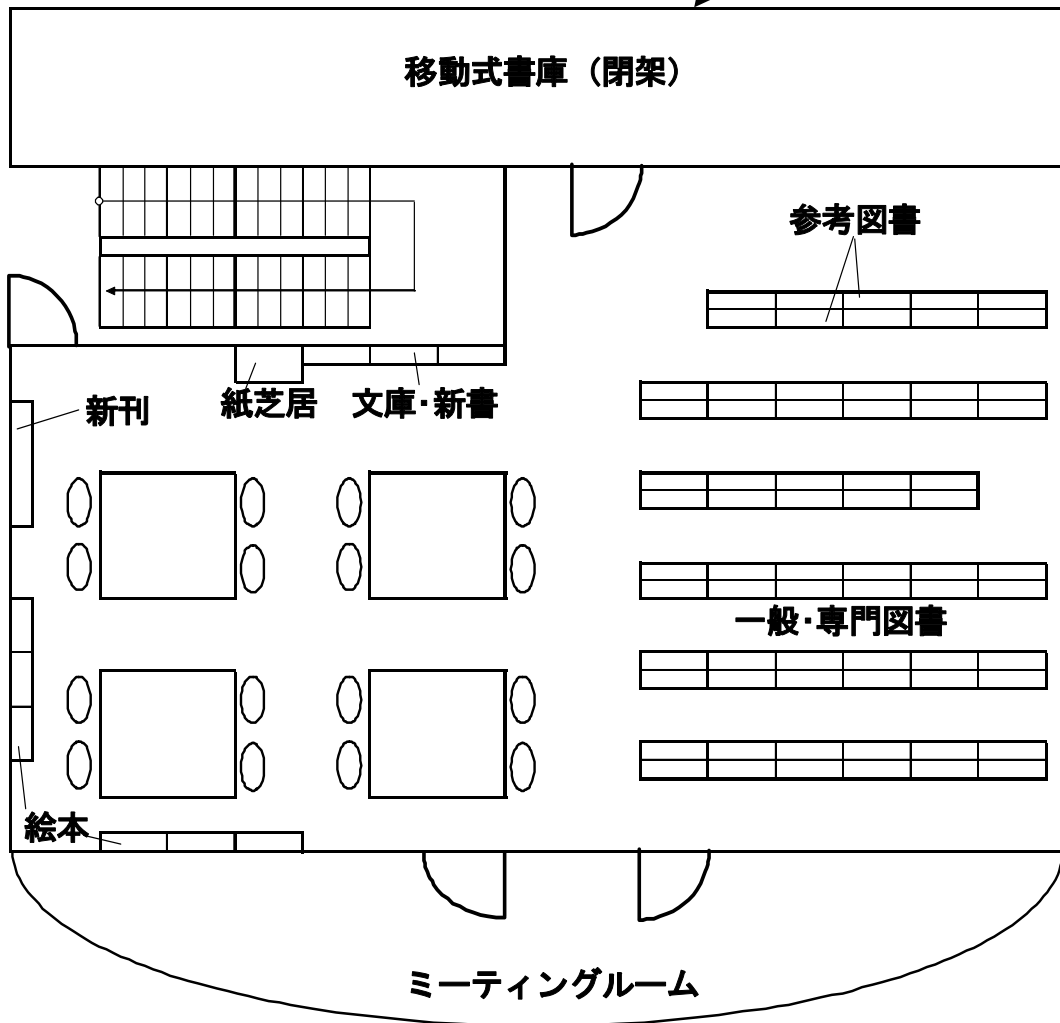 移動式書庫（閉架）
参考図書
新刊
紙芝居
文庫・新書
一般・専門図書
絵本
ミーティングルーム